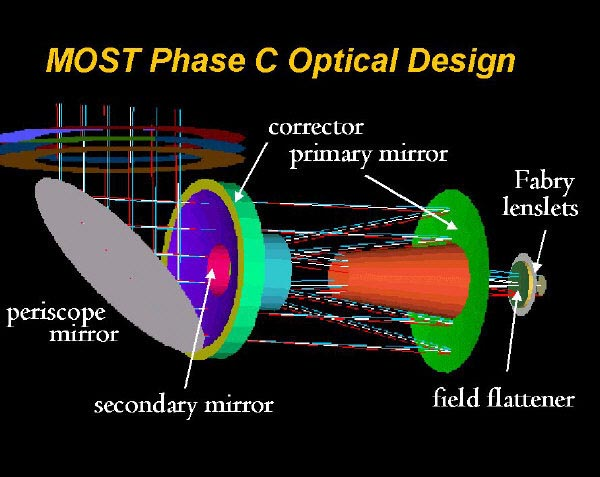 MOST Phase C Optical Design
corrector
primary mirror
Fabry
lenslets
periscope
mirror
secondary mirror
field flattener